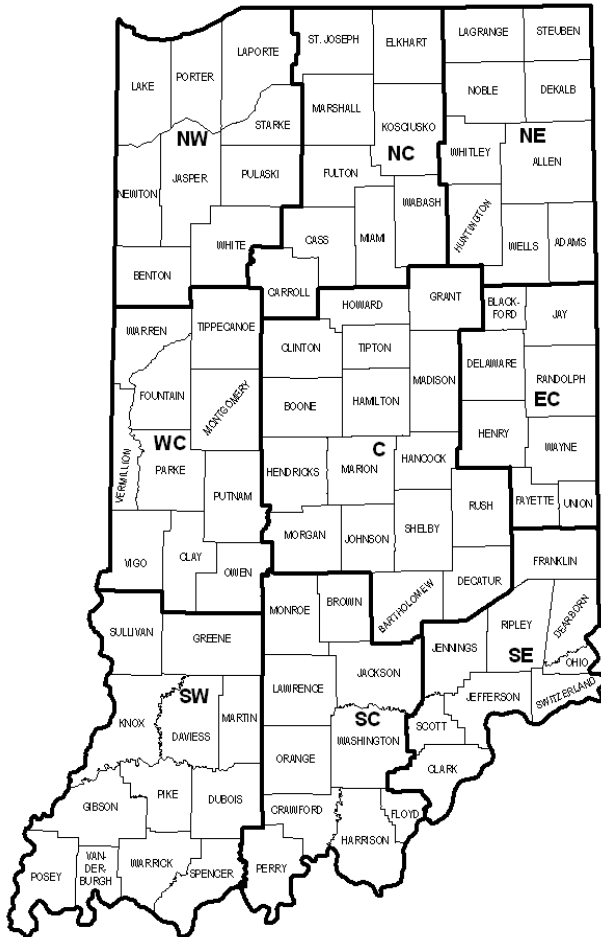 LAKE
PORTER
LAPORTE
ST. JOSEPH
ELKHART
LAGRANGE
STEUBEN
NOBLE
DEKALB
MARSHALL
STARKE
KOSCIUSKO
NW
NC
NE
WHITLEY
ALLEN
NEWTON
JASPER
PULASKI
FULTON
WABASH
HUNTINGTON
WHITE
CASS
MIAMI
WELLS
ADAMS
BENTON
CARROLL
GRANT
HOWARD
BLACK-
FORD
JAY
WARREN
TIPPECANOE
CLINTON
TIPTON
DELAWARE
MADISON
RANDOLPH
FOUNTAIN
MONTGOMERY
BOONE
HAMILTON
EC
HENRY
WAYNE
WC
C
VERMILLION
PARKE
HENDRICKS
MARION
HANCOCK
PUTNAM
RUSH
FAYETTE
UNION
MORGAN
JOHNSON
SHELBY
VIGO
CLAY
OWEN
FRANKLIN
DECATUR
MONROE
BROWN
BARTHOLOMEW
RIPLEY
DEARBORN
SULLIVAN
GREENE
JENNINGS
SE
OHIO
JACKSON
LAWRENCE
JEFFERSON
SWITZERLAND
SW
SC
KNOX
DAVIESS
MARTIN
SCOTT
WASHINGTON
ORANGE
CLARK
GIBSON
PIKE
DUBOIS
CRAWFORD
FLOYD
HARRISON
POSEY
VAN-
DER-
BURGH
WARRICK
SPENCER
PERRY